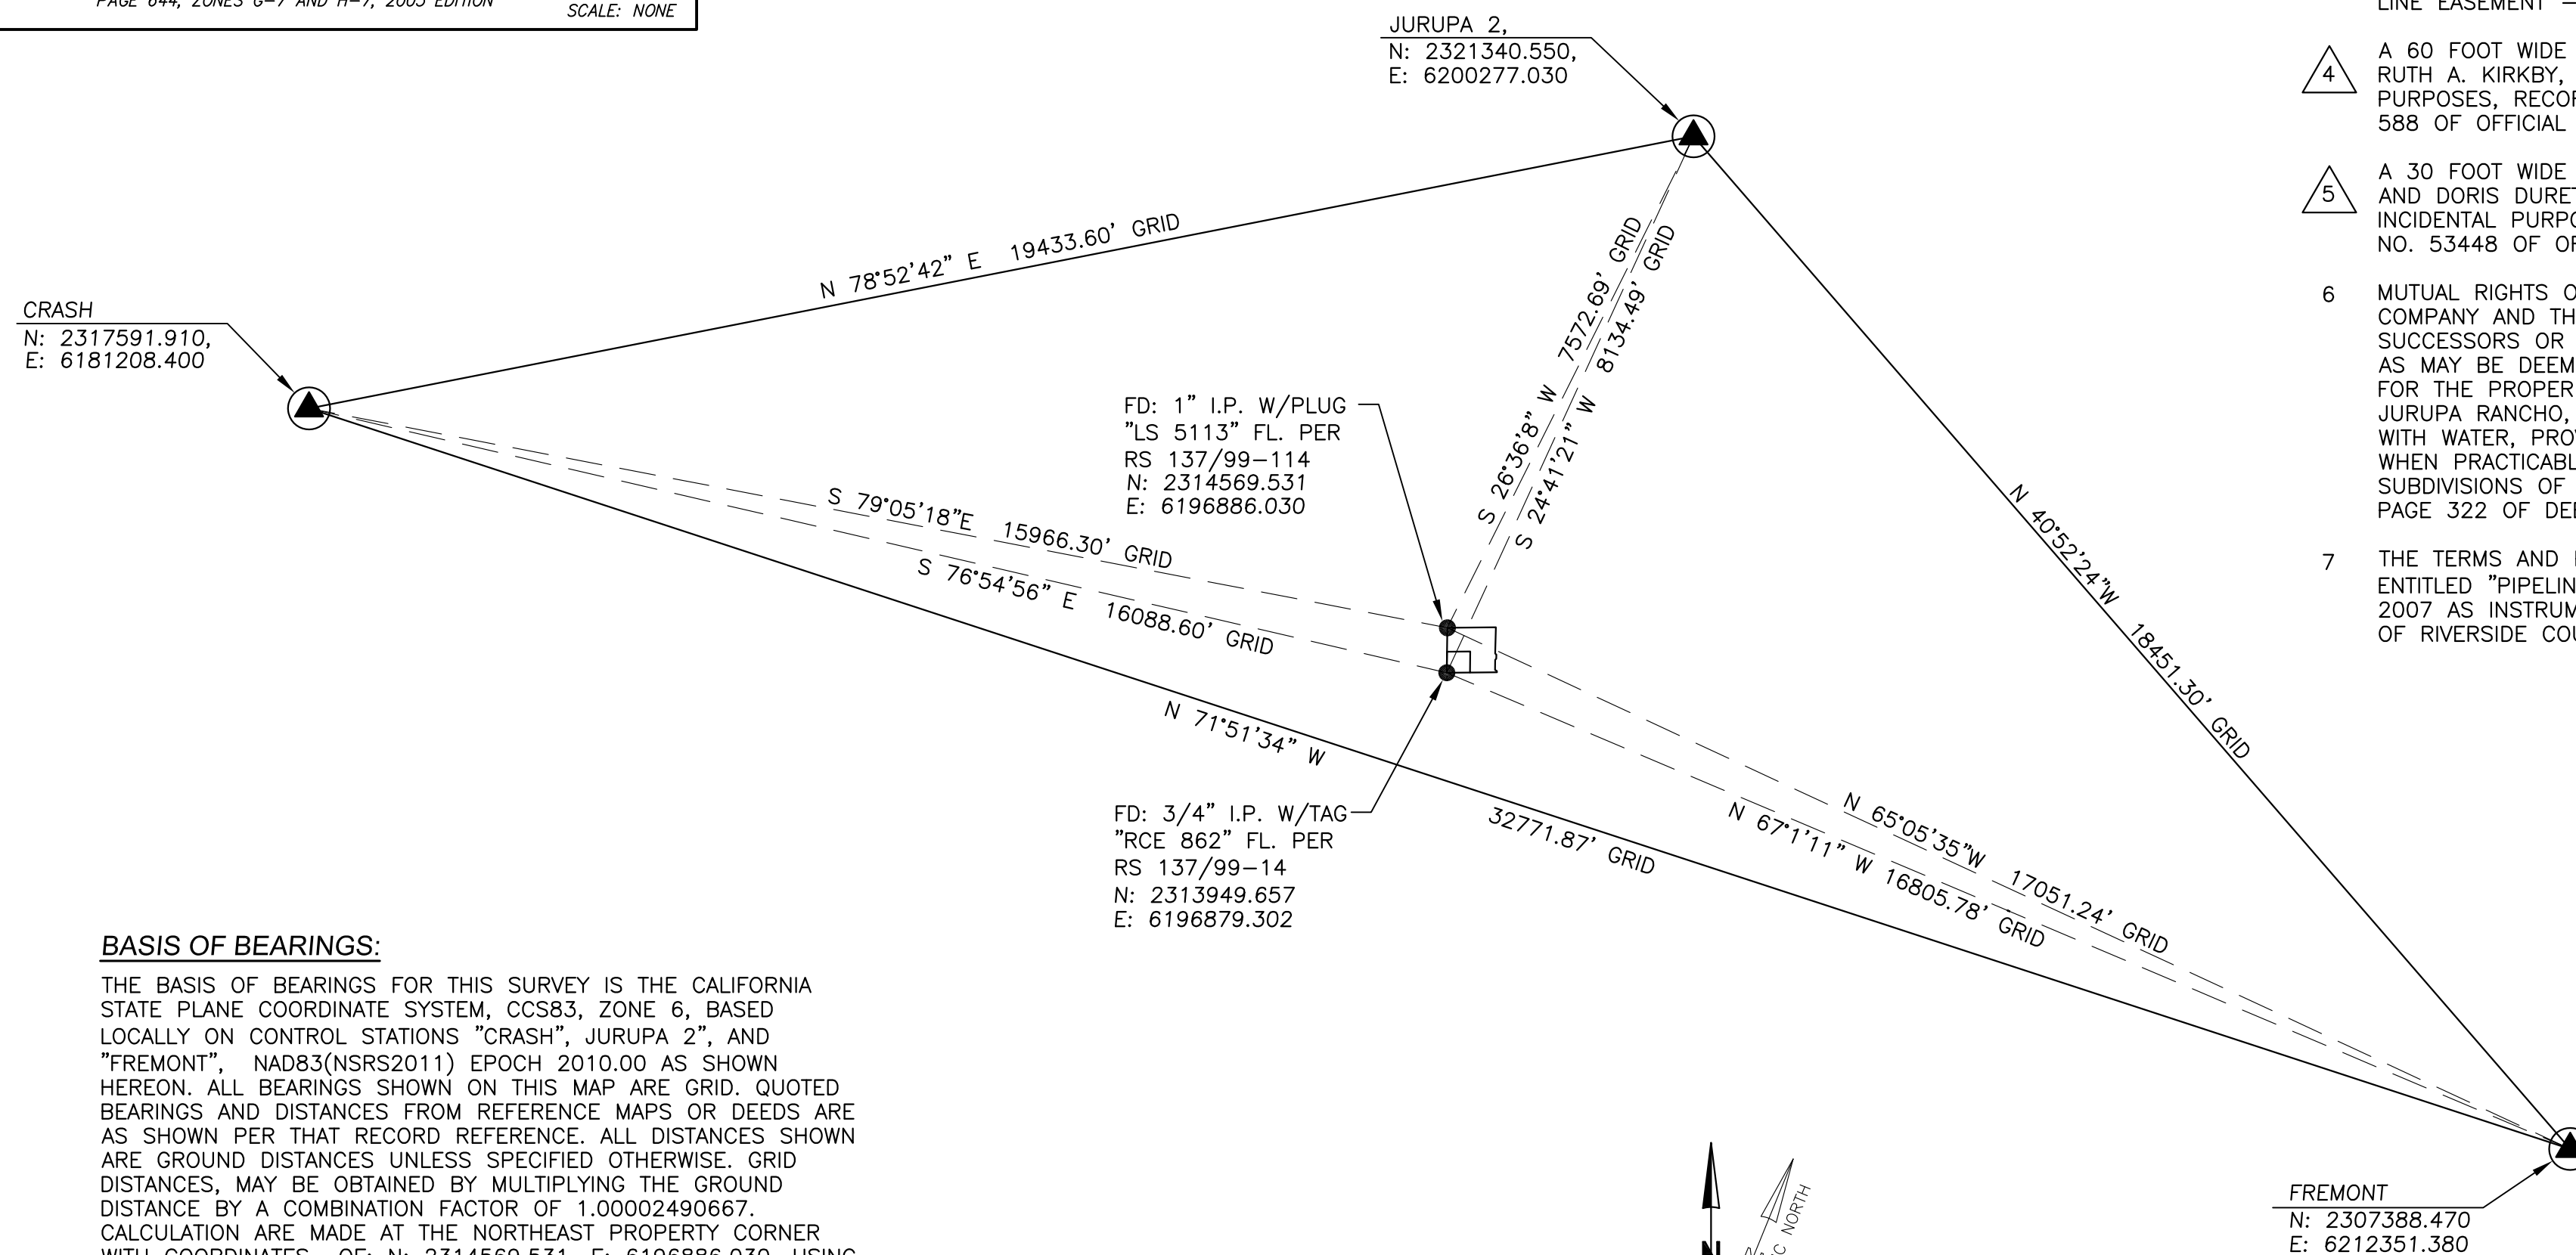 PAGE 644, ZONES G-7 AND H-7, 2005 EDITION
SCALE: NONE
JURUPA 2,
N: 2321340.550,
E: 6200277.030
CRASH
N: 2317591.910,
E: 6181208.400
N 78°52'42" E 19433.60' GRID
S 26°36'8" W 7572.69' GRID
S 24°41'21" W 8134.49' GRID
FD: 1" I.P. W/PLUG
"LS 5113" FL. PER
RS 137/99-114
N: 2314569.531
E: 6196886.030
S 79°05'18"E 15966.30' GRID
S 76°54'56" E 16088.60' GRID
N 71°51'34" W 32771.87' GRID
N 40°52'24"W 18451.30' GRID
N 65°05'35"W 17051.24' GRID
N 67°1'11" W 16805.78' GRID
FD: 3/4" I.P. W/TAG
"RCE 862" FL. PER
RS 137/99-14
N: 2313949.657
E: 6196879.302
FREMONT
N: 2307388.470
E: 6212351.380
BASIS OF BEARINGS:
THE BASIS OF BEARINGS FOR THIS SURVEY IS THE CALIFORNIA
STATE PLANE COORDINATE SYSTEM, CCS83, ZONE 6, BASED
LOCALLY ON CONTROL STATIONS "CRASH", JURUPA 2", AND
"FREMONT", NAD83(NSRS2011) EPOCH 2010.00 AS SHOWN
HEREON. ALL BEARINGS SHOWN ON THIS MAP ARE GRID. QUOTED
BEARINGS AND DISTANCES FROM REFERENCE MAPS OR DEEDS ARE
AS SHOWN PER THAT RECORD REFERENCE. ALL DISTANCES SHOWN
ARE GROUND DISTANCES UNLESS SPECIFIED OTHERWISE. GRID
DISTANCES, MAY BE OBTAINED BY MULTIPLYING THE GROUND
DISTANCE BY A COMBINATION FACTOR OF 1.00002490667.
CALCULATION ARE MADE AT THE NORTHEAST PROPERTY CORNER
WITH COORDINATES OF: N: 2314569.531, E: 6196886.030, USING
N
NORTH
LINE EASEMENT —
4 A 60 FOOT WIDE
RUTH A. KIRKBY,
PURPOSES, RECOR
588 OF OFFICIAL
5 A 30 FOOT WIDE
AND DORIS DURET
INCIDENTAL PURPO
NO. 53448 OF OF
6 MUTUAL RIGHTS O
COMPANY AND TH
SUCCESSORS OR
AS MAY BE DEEM
FOR THE PROPER
JURUPA RANCHO,
WITH WATER, PROV
WHEN PRACTICABL
SUBDIVISIONS OF
PAGE 322 OF DEE
7 THE TERMS AND
ENTITLED "PIPELIN
2007 AS INSTRUM
OF RIVERSIDE COU